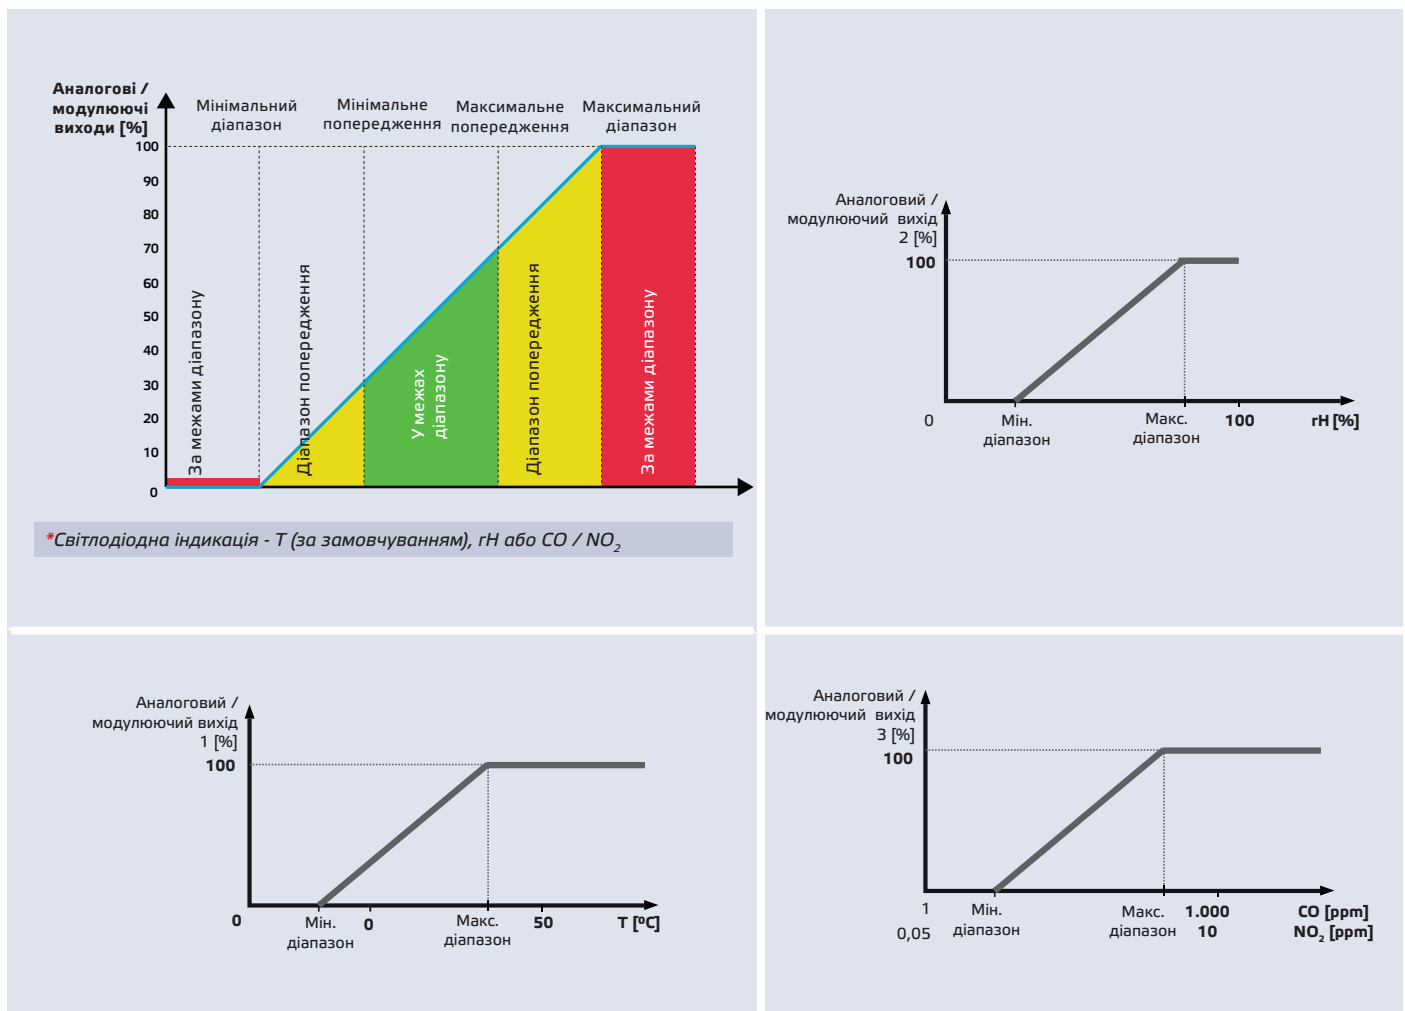 Аналогові /
модулюючі
виходи [%]
Мінімальний
діапазон
Мінімальне
попередження
Максимальне
попередження
Максимальний
діапазон
100
90
80
70
60
50
40
30
20
10
0
За межами діапазону
Діапазон попередження
У межах
діапазону
Діапазон попередження
За межами діапазону
*Світлодіодна індикація - T (за замовчуванням), rH або CO / NO₂
Аналоговий /
модулюючий вихід
2 [%]
100
0
Мін.
діапазон
Макс.
діапазон
100
rH [%]
Аналоговий /
модулюючий вихід
1 [%]
100
0
Мін.
діапазон
0
Макс.
діапазон
50
T [ºC]
Аналоговий /
модулюючий вихід
3 [%]
100
1
0,05
Мін.
діапазон
Макс.
діапазон
1.000
10
CO [ppm]
NO₂ [ppm]